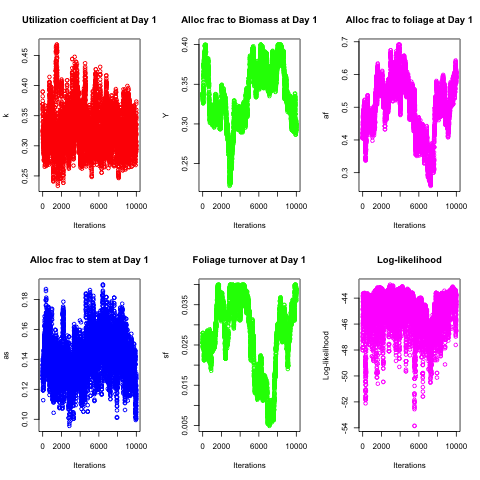 Utilization coefficient at Day 1
Alloc frac to Biomass at Day 1
Alloc frac to foliage at Day 1
k
0.25 0.30 0.35 0.40 0.45
0 2000 6000 10000
Iterations
Y
0.25 0.30 0.35 0.40
0 2000 6000 10000
Iterations
af
0.3 0.4 0.5 0.6 0.7
0 2000 6000 10000
Iterations
Alloc frac to stem at Day 1
Foliage turnover at Day 1
Log-likelihood
as
0.10 0.12 0.14 0.16 0.18
0 2000 6000 10000
Iterations
sf
0.005 0.015 0.025 0.035
0 2000 6000 10000
Iterations
Log-likelihood
-54 -52 -50 -48 -46 -44
0 2000 6000 10000
Iterations